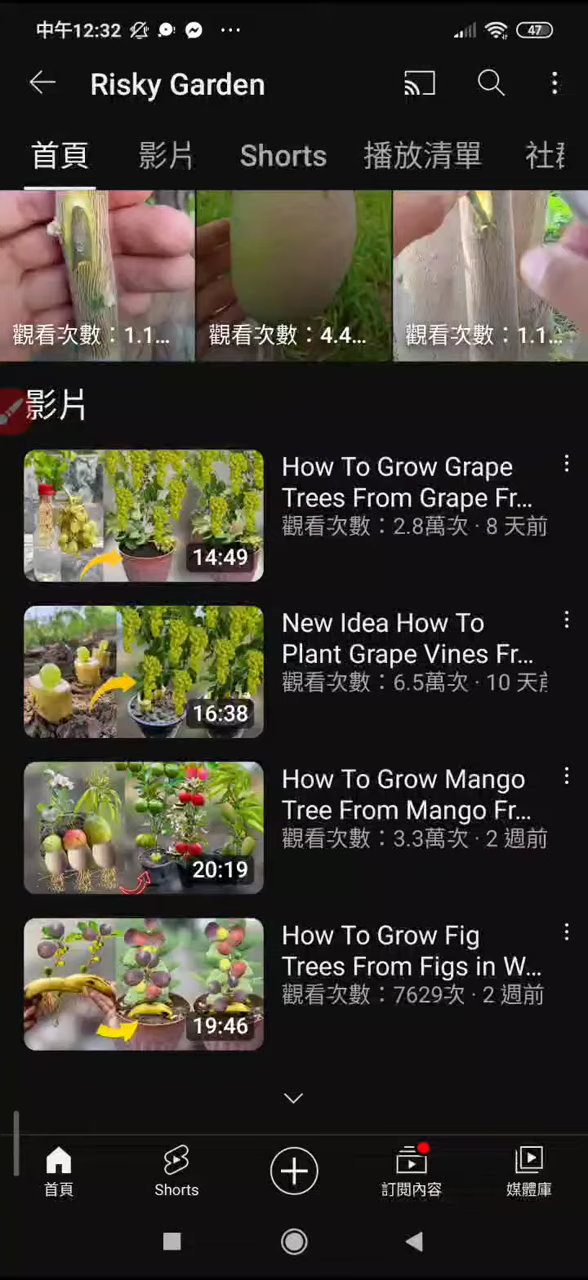 中午12:32
47
Risky Garden
首頁 影片 Shorts 播放清單 社群
觀看次數：1.1... 觀看次數：4.4... 觀看次數：1.1...
影片
How To Grow Grape
Trees From Grape Fr...
觀看次數：2.8萬次 · 8 天前
14:49
New Idea How To
Plant Grape Vines Fr...
觀看次數：6.5萬次 · 10 天前
16:38
How To Grow Mango
Tree From Mango Fr...
觀看次數：3.3萬次 · 2 週前
20:19
How To Grow Fig
Trees From Figs in W...
觀看次數：7629次 · 2 週前
19:46
首頁 Shorts 訂閱內容 媒體庫